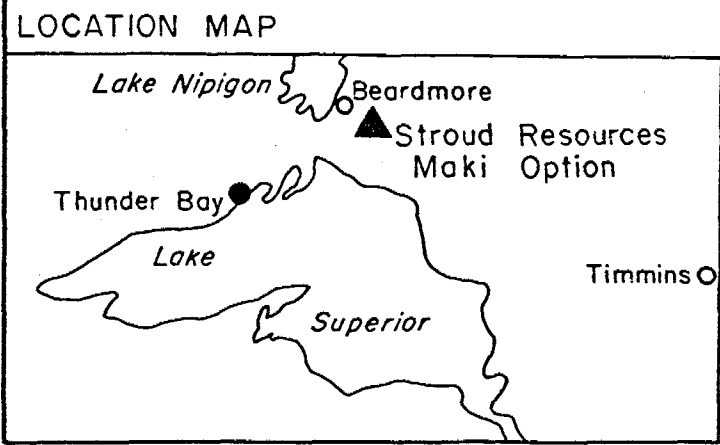 LOCATION MAP
Lake Nipigon
Beardmore
Stroud Resources
Maki Option
Thunder Bay
Lake
Timmins
Superior